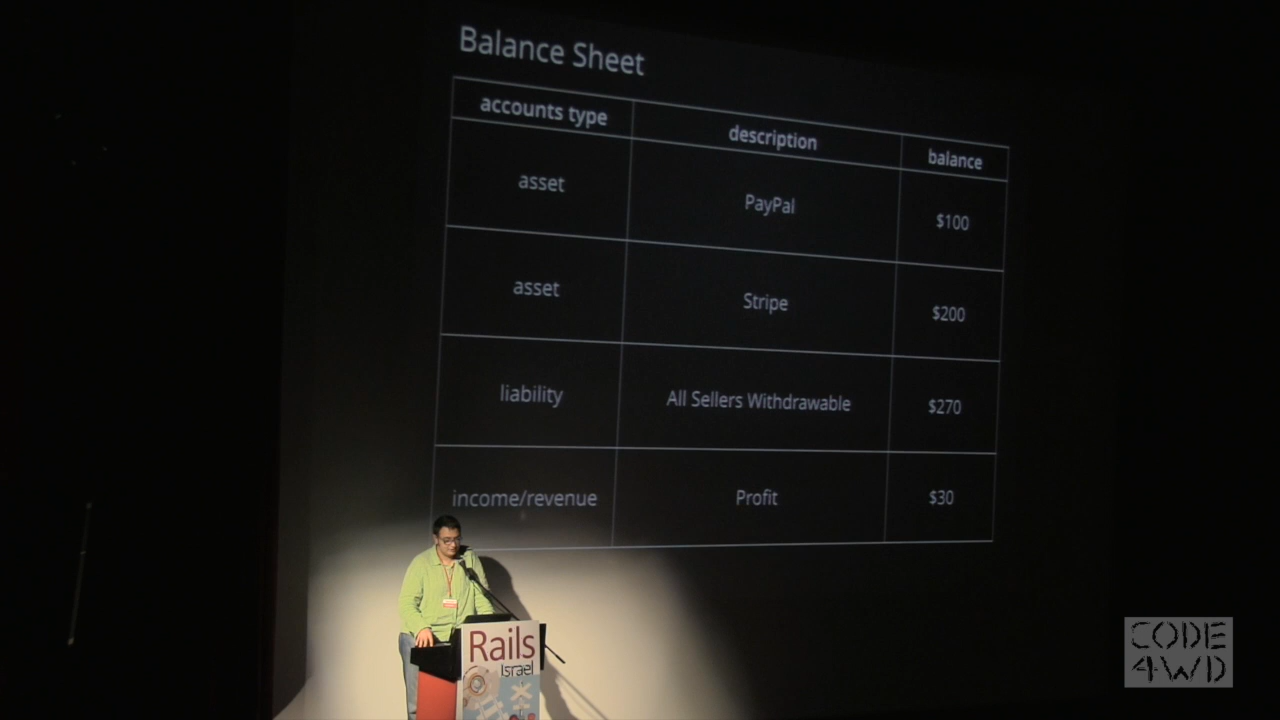 Balance Sheet
accounts type description balance
asset PayPal $100
asset Stripe $200
liability All Sellers Withdrawable $270
income/revenue Profit $30
Rails
Israel
CODE
4WD